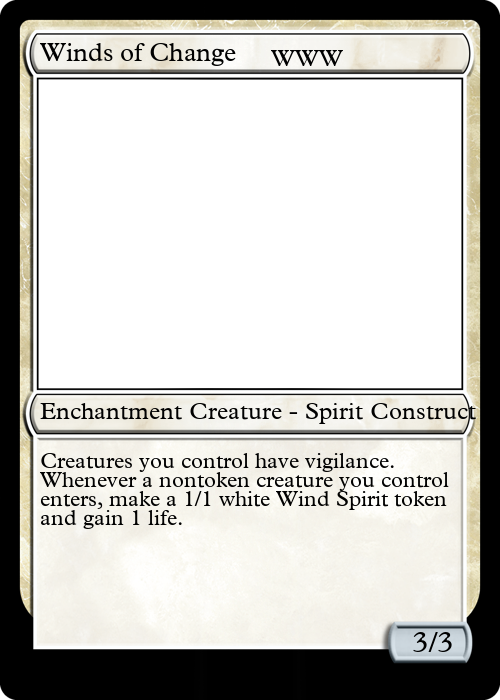 Winds of Change WWW
Enchantment Creature - Spirit Construct
Creatures you control have vigilance.
Whenever a nontoken creature you control
enters, make a 1/1 white Wind Spirit token
and gain 1 life.
3/3